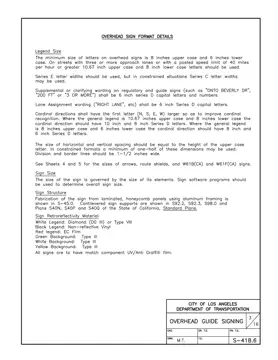 OVERHEAD SIGN FORMAT DETAILS
Legend Size
The minimum size of letters on overhead signs is 8 inches upper case and 6 inches lower
case. On streets with three or more approach lanes or with a posted speed limit of 40 miles
per hour or greater 10.67 inch upper case and 8 inch lower case letters should be used.
Series E letter widths should be used, but in constrained situations Series C letter widths
may be used.
Supplemental or clarifying wording on regulatory and guide signs (such as "ONTO BEVERLY DR",
"200 FT" or "3 OR MORE") shall be 6 inch series D capital letters and numbers.
Lane Assignment wording ("RIGHT LANE", etc) shall be 6 inch Series D capital letters.
Cardinal directions shall have the first letter (N, S, E, W) larger so as to improve cardinal
recognition. Where the general legend is 10.67 inches upper case and 8 inches lower case the
cardinal direction should have 10 inch and 8 inch Series D letters. Where the general legend
is 8 inches upper case and 6 inches lower case the cardinal direction should have 8 inch and
6 inch Series D letters.
The size of horizontal and vertical spacing should be equal to the height of the upper case
letter. In constrained formats a minimum of one-half of these dimensions may be used.
Division and border lines should be 1-1/2 inches wide.
See Sheets 4 and 5 for the sizes of arrows, route shields, and W61B(CA) and W61F(CA) signs.
Sign Size
The size of the sign is governed by the size of its elements. Sign software programs should
be used to determine overall sign size.
Sign Structure
Fabrication of the sign from laminated, honeycomb panels using aluminum framing is
shown in S-45.0. Cantilevered sign supports are shown in S92.2, S92.3, S98.0 and
Plans S40N, S40P and S40Q of the State of California, Standard Plans.
Sign Retroreflectivity Material
White Legend: Diamond (DG III) or Type VIII
Black Legend: Non-reflective Vinyl
Red legend: EC Film
Green Background: Type III
White Background: Type III
Yellow Background: Type III
All signs are to have match component UV/Anti Graffiti film.
CITY OF LOS ANGELES
DEPARTMENT OF TRANSPORTATION
OVERHEAD GUIDE SIGNING
M.T.
S-418.6